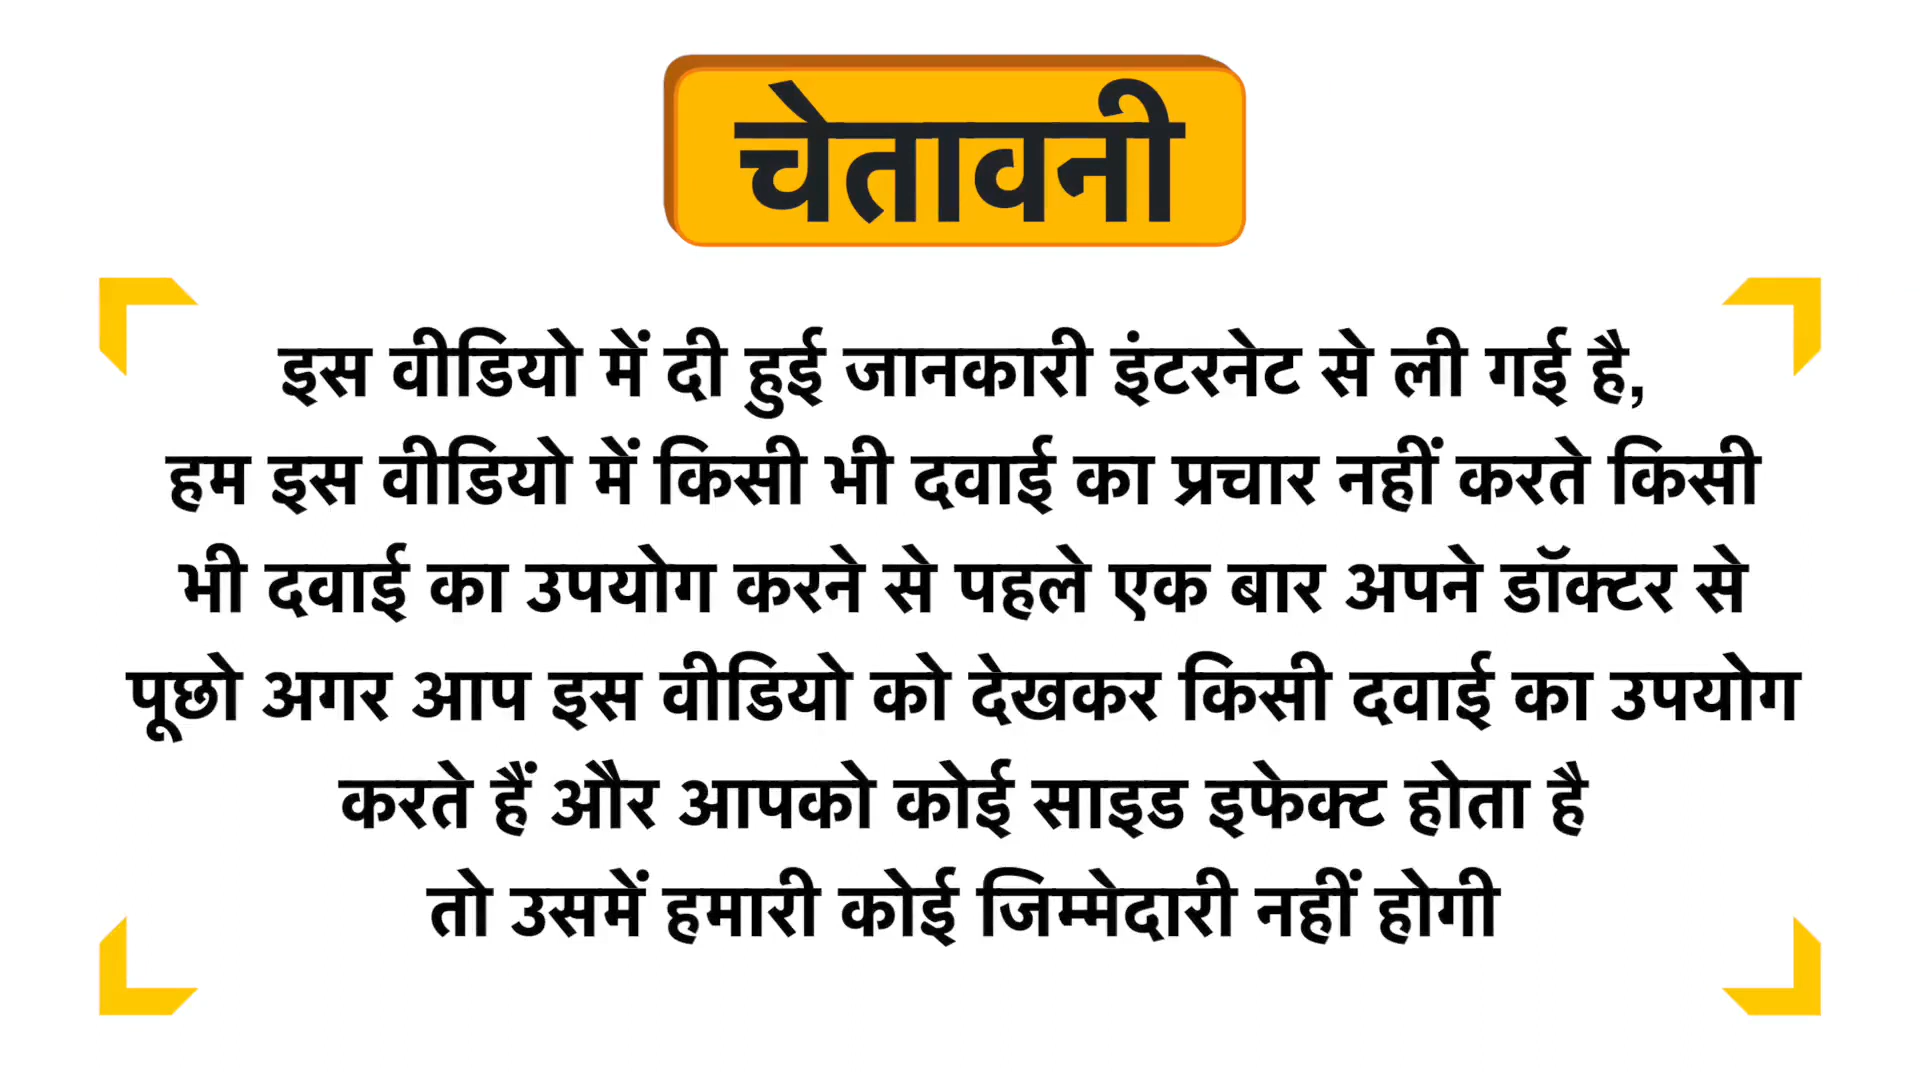 चेतावनी
इस वीडियो में दी हुई जानकारी इंटरनेट से ली गई है,
हम इस वीडियो में किसी भी दवाई का प्रचार नहीं करते किसी
भी दवाई का उपयोग करने से पहले एक बार अपने डॉक्टर से
पूछो अगर आप इस वीडियो को देखकर किसी दवाई का उपयोग
करते हैं और आपको कोई साइड इफेक्ट होता है
तो उसमें हमारी कोई जिम्मेदारी नहीं होगी